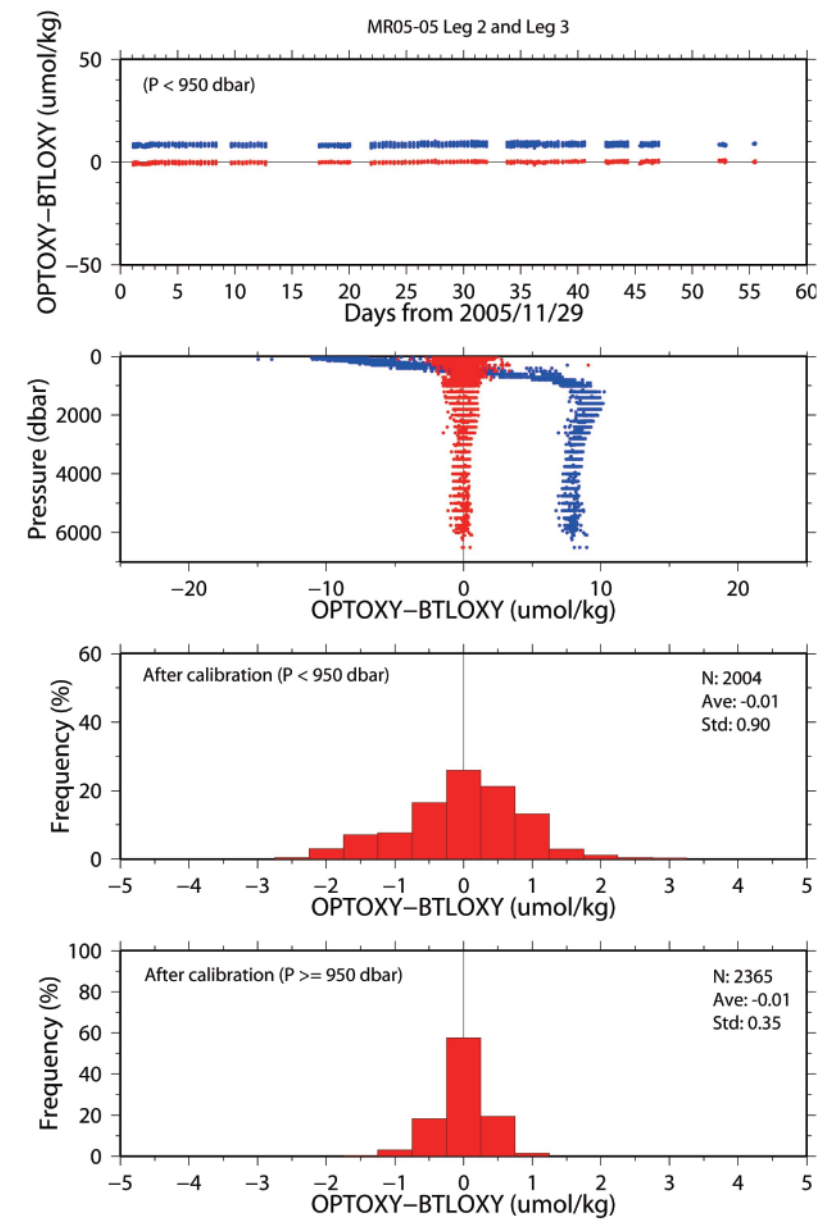 MR05-05 Leg 2 and Leg 3
OPTOXY−BTLOXY (umol/kg)
50
0
−50
(P < 950 dbar)
0 5 10 15 20 25 30 35 40 45 50 55 60
Days from 2005/11/29
Pressure (dbar)
0
2000
4000
6000
−20 −10 0 10 20
OPTOXY−BTLOXY (umol/kg)
Frequency (%)
60
40
20
0
After calibration (P < 950 dbar)
N: 2004
Ave: -0.01
Std: 0.90
−5 −4 −3 −2 −1 0 1 2 3 4 5
OPTOXY−BTLOXY (umol/kg)
Frequency (%)
100
80
60
40
20
0
After calibration (P >= 950 dbar)
N: 2365
Ave: -0.01
Std: 0.35
−5 −4 −3 −2 −1 0 1 2 3 4 5
OPTOXY−BTLOXY (umol/kg)